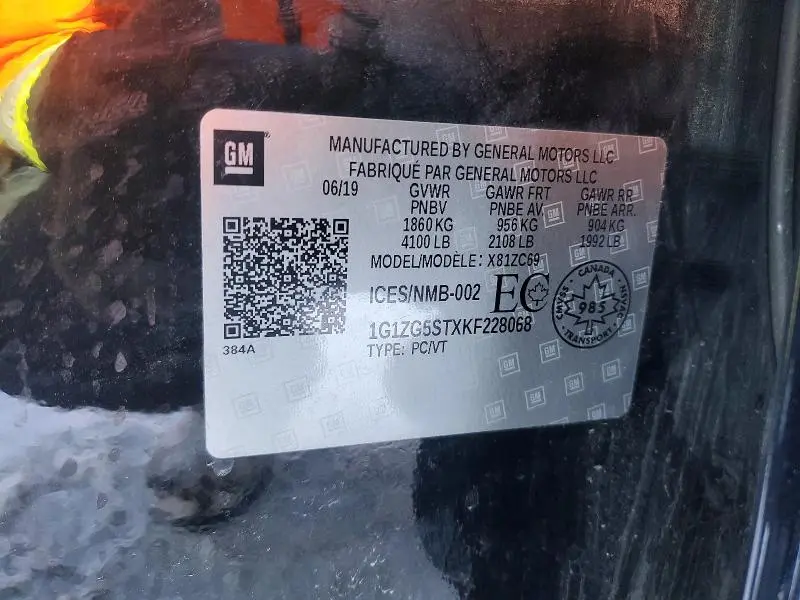 GM
MANUFACTURED BY GENERAL MOTORS LLC
FABRIQUÉ PAR GENERAL MOTORS LLC
06/19 GVWR GAWR FRT GAWR RR
PNBV PNBE AV PNBE ARR.
1860 KG 956 KG 904 KG
4100 LB 2108 LB 1992 LB
MODEL/MODÈLE: X81ZC69
ICES/NMB-002 EC
1G1ZG5STXKF228068
TYPE: PC/VT
384A
CANADA
985
TRANSPORT